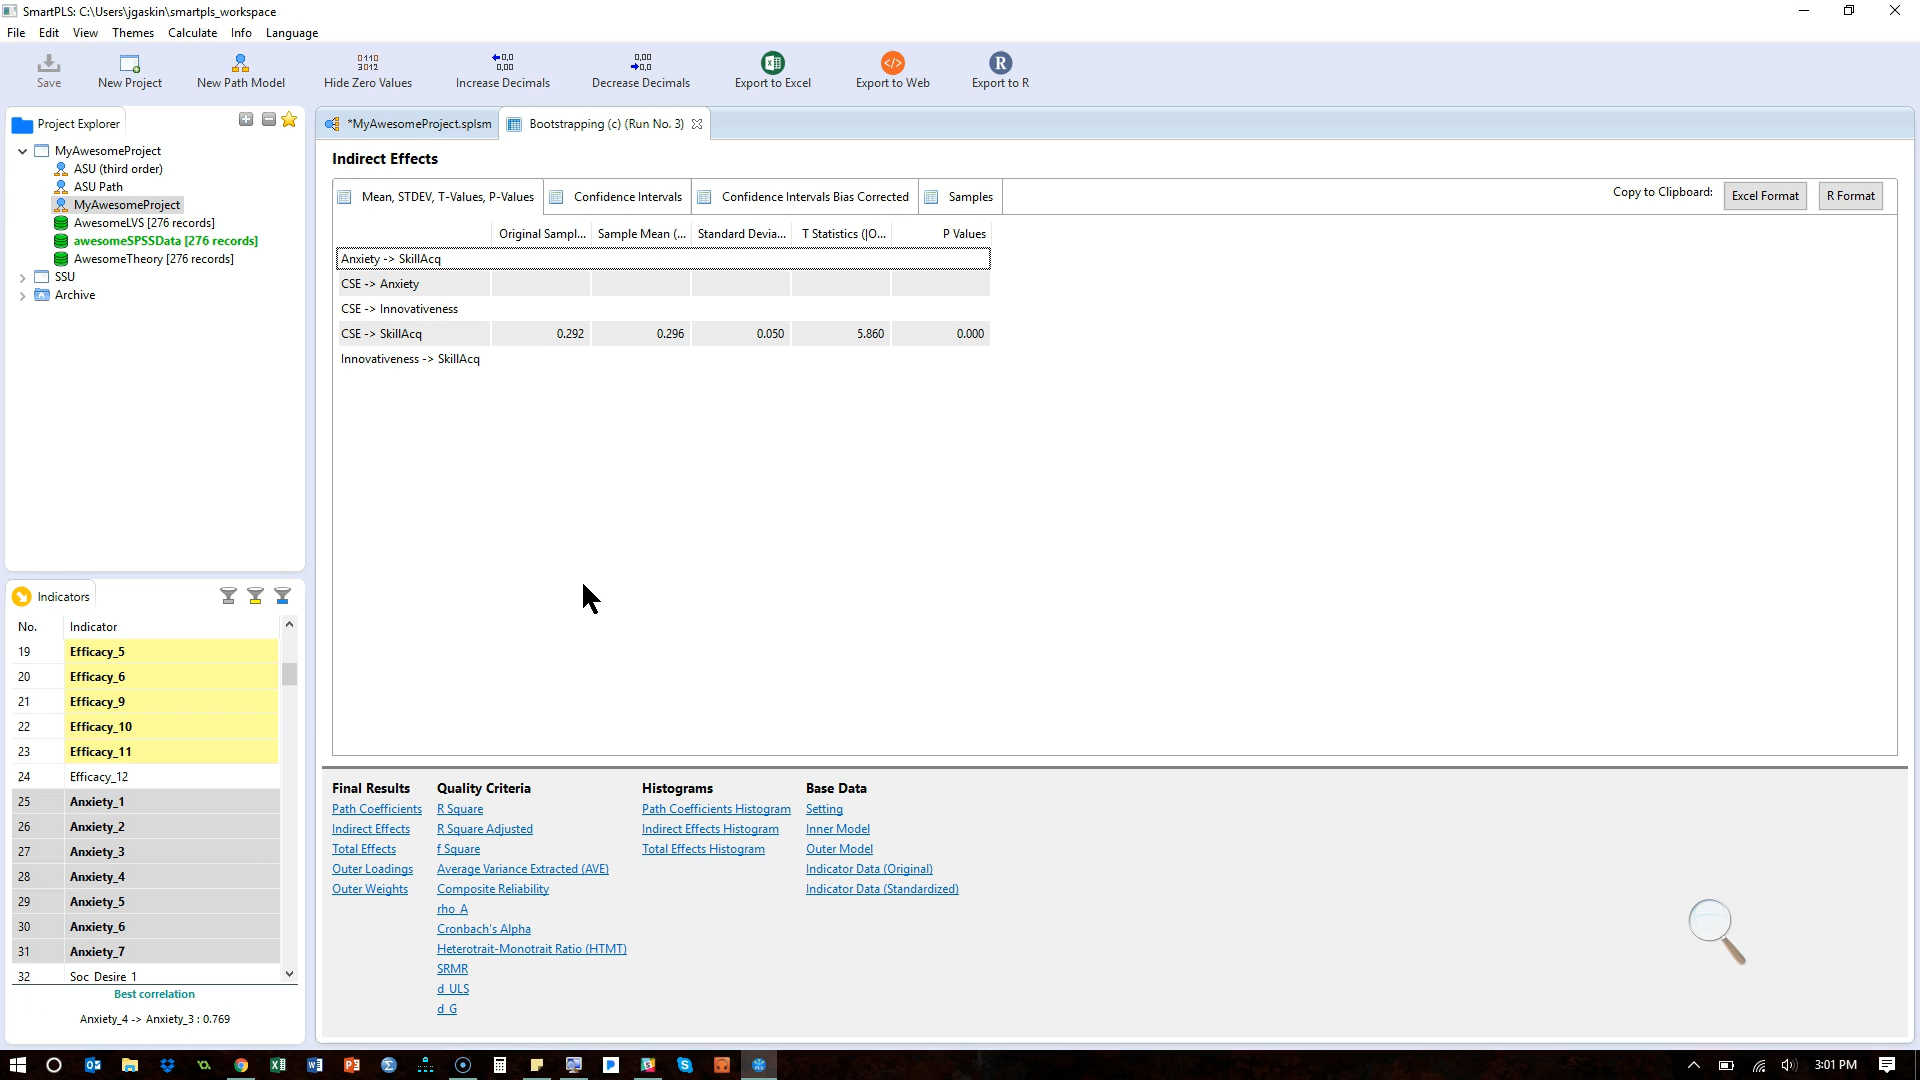 SmartPLS: C:\Users\jgaskin\smartpls_workspace
File Edit View Themes Calculate Info Language
Save New Project New Path Model Hide Zero Values Increase Decimals Decrease Decimals Export to Excel Export to Web Export to R
Project Explorer
MyAwesomeProject
ASU (third order)
ASU Path
MyAwesomeProject
AwesomeLVS [276 records]
awesomeSPSSData [276 records]
AwesomeTheory [276 records]
SSU
Archive
*MyAwesomeProject.splsm Bootstrapping (c) (Run No. 3)
Indirect Effects
Mean, STDEV, T-Values, P-Values Confidence Intervals Confidence Intervals Bias Corrected Samples Copy to Clipboard: Excel Format R Format
Original Sampl... Sample Mean (... Standard Devia... T Statistics (|O... P Values
Anxiety -> SkillAcq
CSE -> Anxiety
CSE -> Innovativeness
CSE -> SkillAcq 0.292 0.296 0.050 5.860 0.000
Innovativeness -> SkillAcq
Indicators
No. Indicator
19 Efficacy_5
20 Efficacy_6
21 Efficacy_9
22 Efficacy_10
23 Efficacy_11
24 Efficacy_12
25 Anxiety_1
26 Anxiety_2
27 Anxiety_3
28 Anxiety_4
29 Anxiety_5
30 Anxiety_6
31 Anxiety_7
32 Soc_Desire_1
Best correlation
Anxiety_4 -> Anxiety_3 : 0.769
Final Results
Path Coefficients
Indirect Effects
Total Effects
Outer Loadings
Outer Weights
Quality Criteria
R Square
R Square Adjusted
f Square
Average Variance Extracted (AVE)
Composite Reliability
rho_A
Cronbach's Alpha
Heterotrait-Monotrait Ratio (HTMT)
SRMR
d_ULS
d_G
Histograms
Path Coefficients Histogram
Indirect Effects Histogram
Total Effects Histogram
Base Data
Setting
Inner Model
Outer Model
Indicator Data (Original)
Indicator Data (Standardized)
3:01 PM